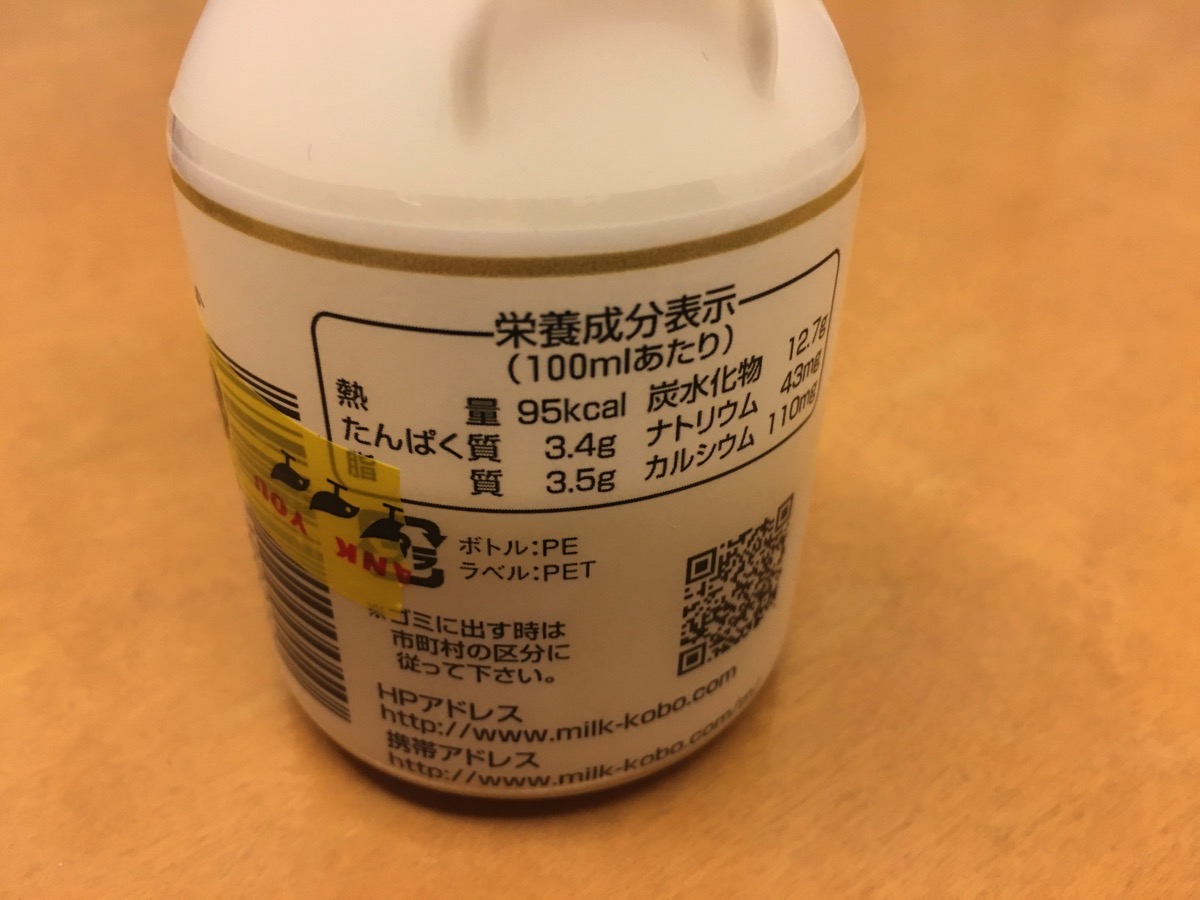 栄養成分表示
(100mlあたり)
熱量 95kcal 炭水化物 12.7g
たんぱく質 3.4g ナトリウム 43mg
脂質 3.5g カルシウム 110mg
プラ
ボトル:PE
ラベル:PET
ANK YOU
※ゴミに出す時は
市町村の区分に
従って下さい。
HPアドレス
http://www.milk-kobo.com
携帯アドレス
http://www.milk-kobo.com/m/